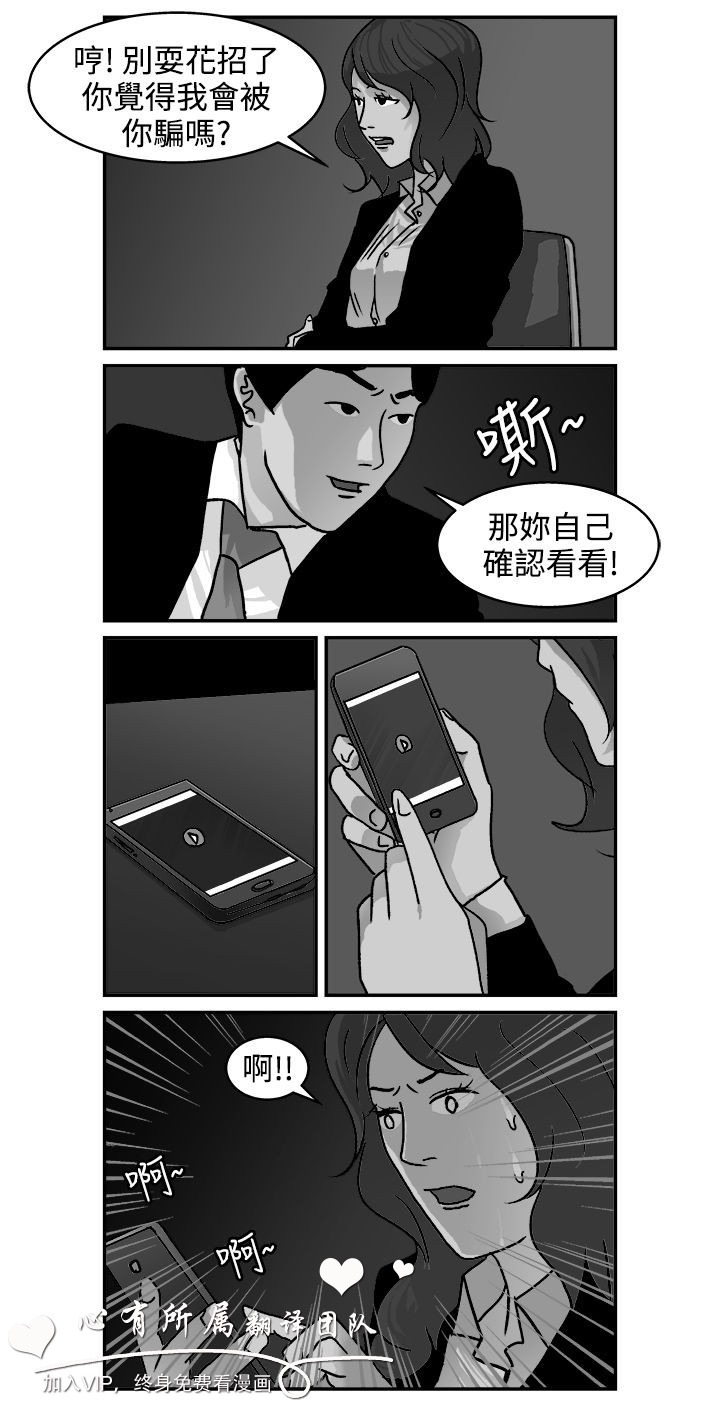 哼! 別耍花招了
你覺得我會被
你騙嗎?
嘶~
那妳自己
確認看看!
啊!!
啊~
啊~
心有所属翻译团队
加入VIP，终身免费看漫画